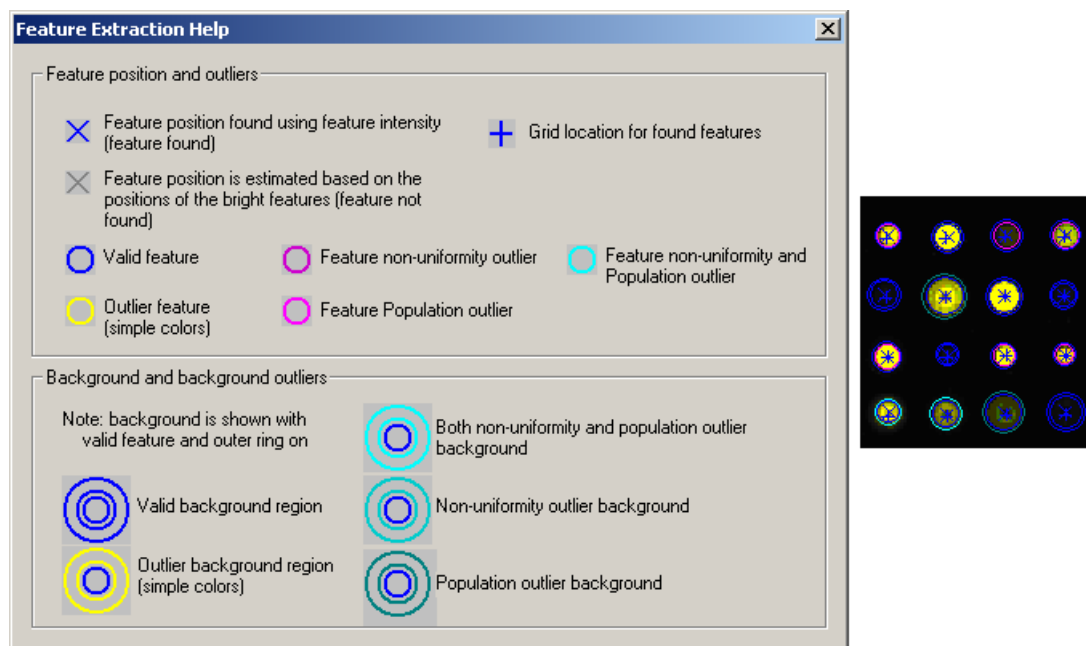 Feature Extraction Help
Feature position and outliers
Feature position found using feature intensity
(feature found)
Grid location for found features
Feature position is estimated based on the
positions of the bright features (feature not
found)
Valid feature
Feature non-uniformity outlier
Feature non-uniformity and
Population outlier
Outlier feature
(simple colors)
Feature Population outlier
Background and background outliers
Note: background is shown with
valid feature and outer ring on
Both non-uniformity and population outlier
background
Valid background region
Non-uniformity outlier background
Outlier background region
(simple colors)
Population outlier background